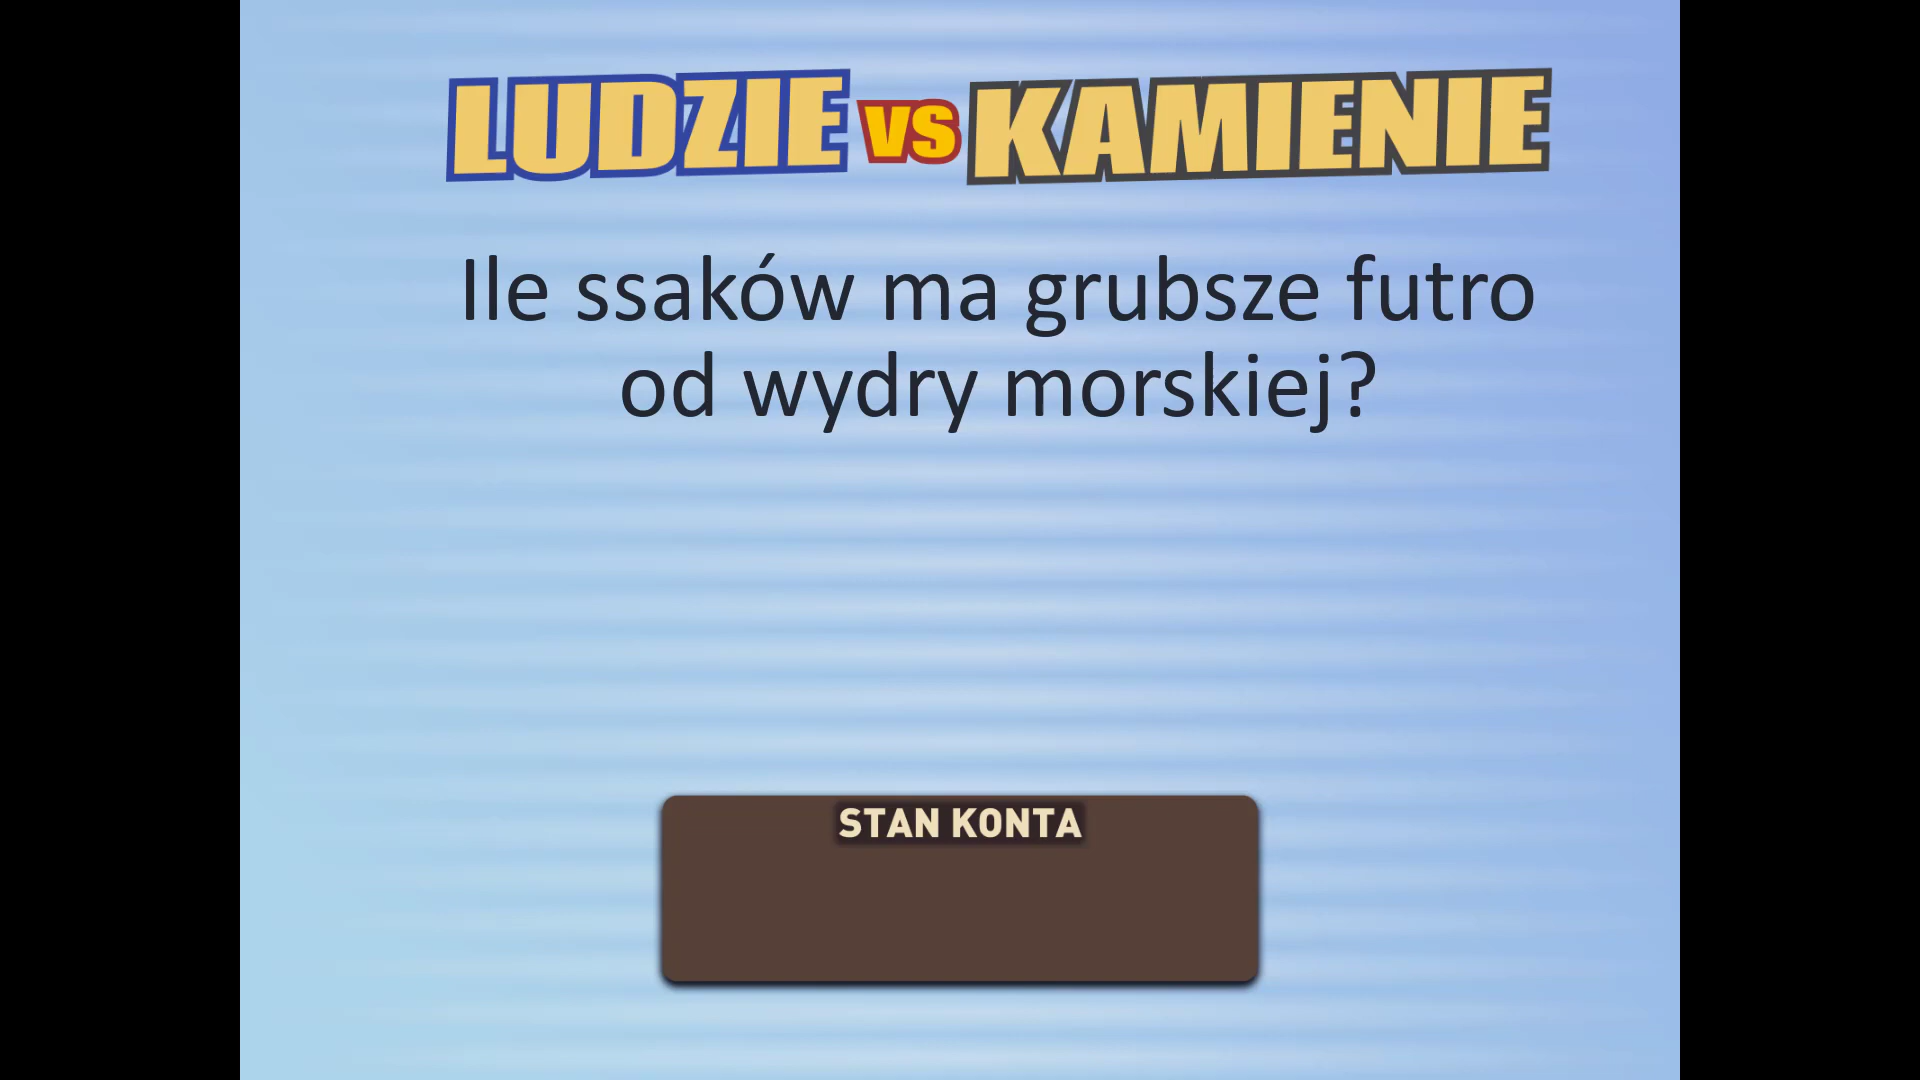 LUDZIE VS KAMIENIE
Ile ssaków ma grubsze futro
od wydry morskiej?
STAN KONTA